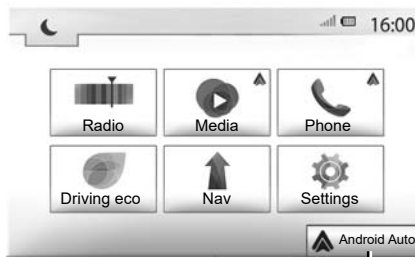 16:00
Radio
Media
Phone
Driving eco
Nav
Settings
Android Auto